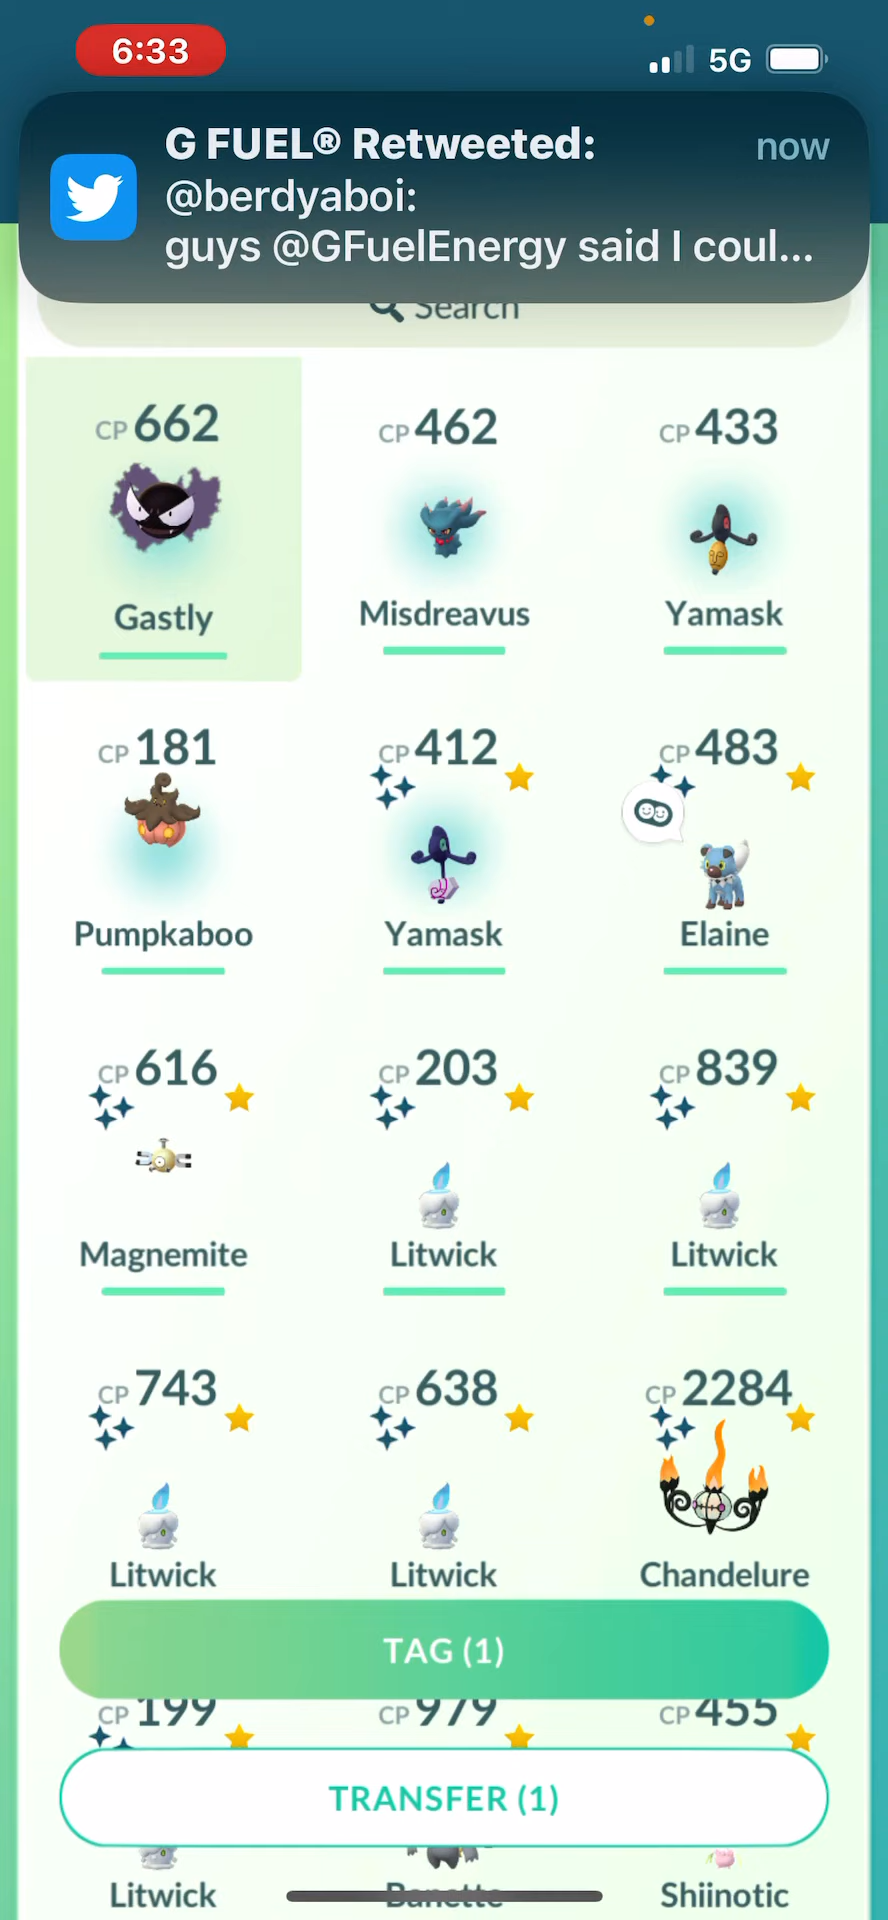 6:33
5G
G FUEL® Retweeted:
now
@berdyaboi:
guys @GFuelEnergy said I coul...
Search
CP 662
CP 462
CP 433
Gastly
Misdreavus
Yamask
CP 181
CP 412
CP 483
Pumpkaboo
Yamask
Elaine
CP 616
CP 203
CP 839
Magnemite
Litwick
Litwick
CP 743
CP 638
CP 2284
Litwick
Litwick
Chandelure
TAG (1)
CP 199
CP 979
CP 455
TRANSFER (1)
Litwick
Banette
Shiinotic